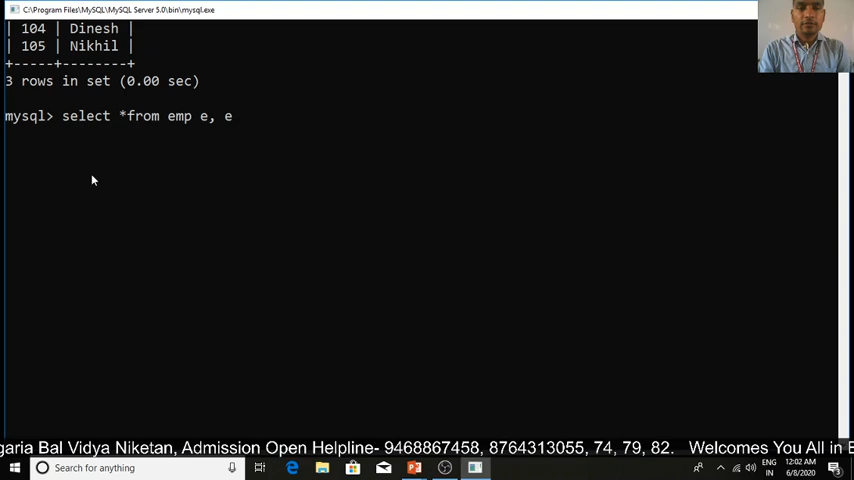 C:\Program Files\MySQL\MySQL Server 5.0\bin\mysql.exe
| 104 | Dinesh |
| 105 | Nikhil |
+-----+--------+
3 rows in set (0.00 sec)
mysql> select *from emp e, e
garia Bal Vidya Niketan, Admission Open Helpline- 9468867458, 8764313055, 74, 79, 82. Welcomes You All in E
Search for anything
ENG
IN
12:02 AM
6/8/2020
3